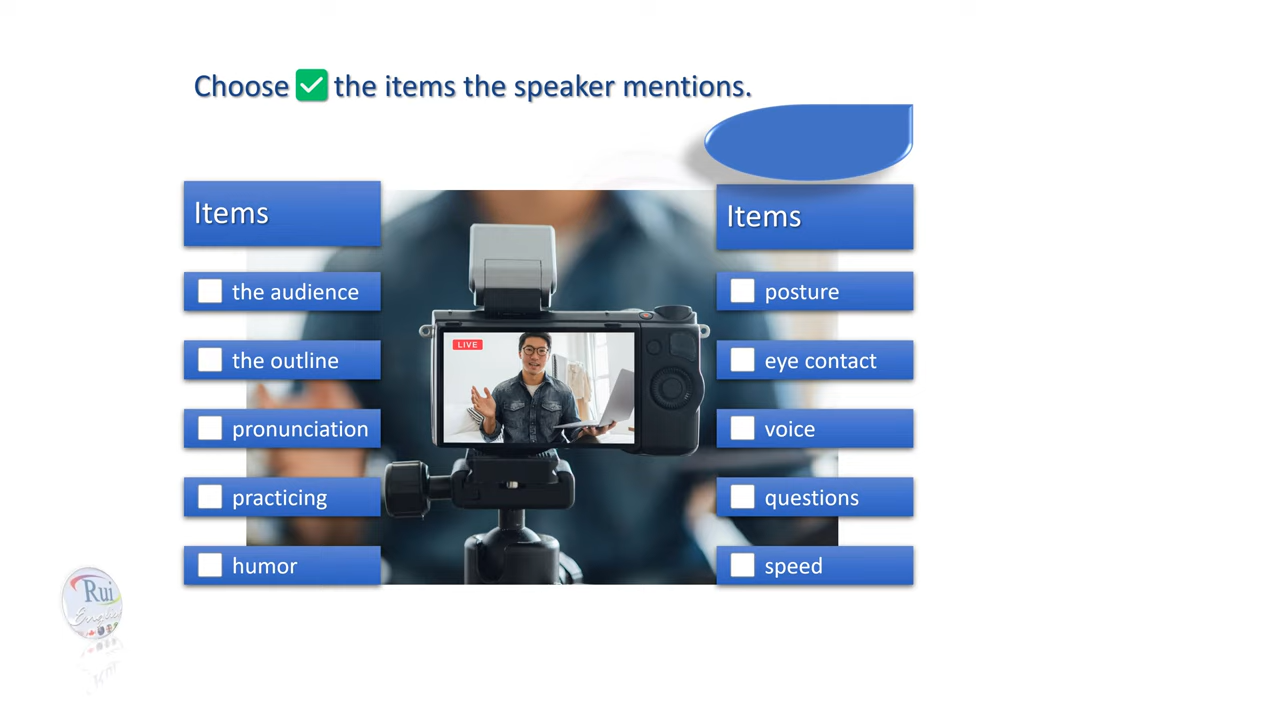 Choose ✅ the items the speaker mentions.
Items
the audience
the outline
pronunciation
practicing
humor
LIVE
Items
posture
eye contact
voice
questions
speed
Rui
English